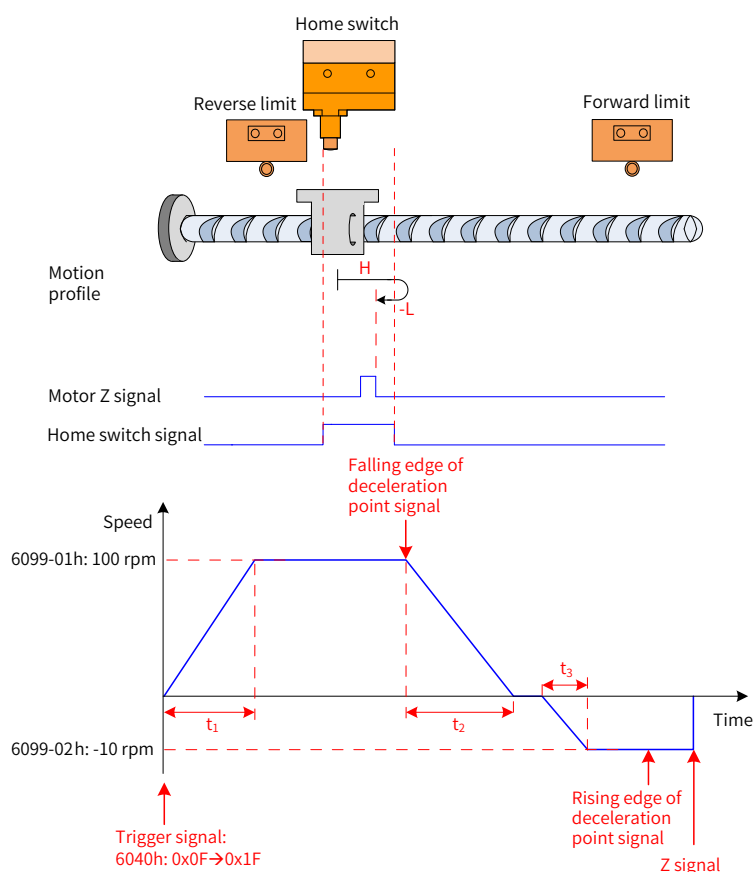 Home switch
Reverse limit
Forward limit
Motion
profile
H
-L
Motor Z signal
Home switch signal
Falling edge of
deceleration
point signal
Speed
6099-01h: 100 rpm
t₁
t₂
t₃
Time
6099-02h: -10 rpm
Rising edge of
deceleration
point signal
Trigger signal:
6040h: 0x0F→0x1F
Z signal